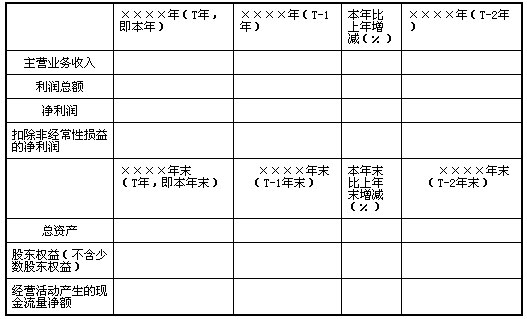 ××××年(T年，即本年)
××××年(T-1年)
本年比上年增减(%)
××××年(T-2年)
主营业务收入
利润总额
净利润
扣除非经常性损益的净利润
××××年末(T年，即本年末)
××××年末(T-1年末)
本年末比上年末增减(%)
××××年末(T-2年末)
总资产
股东权益(不含少数股东权益)
经营活动产生的现金流量净额